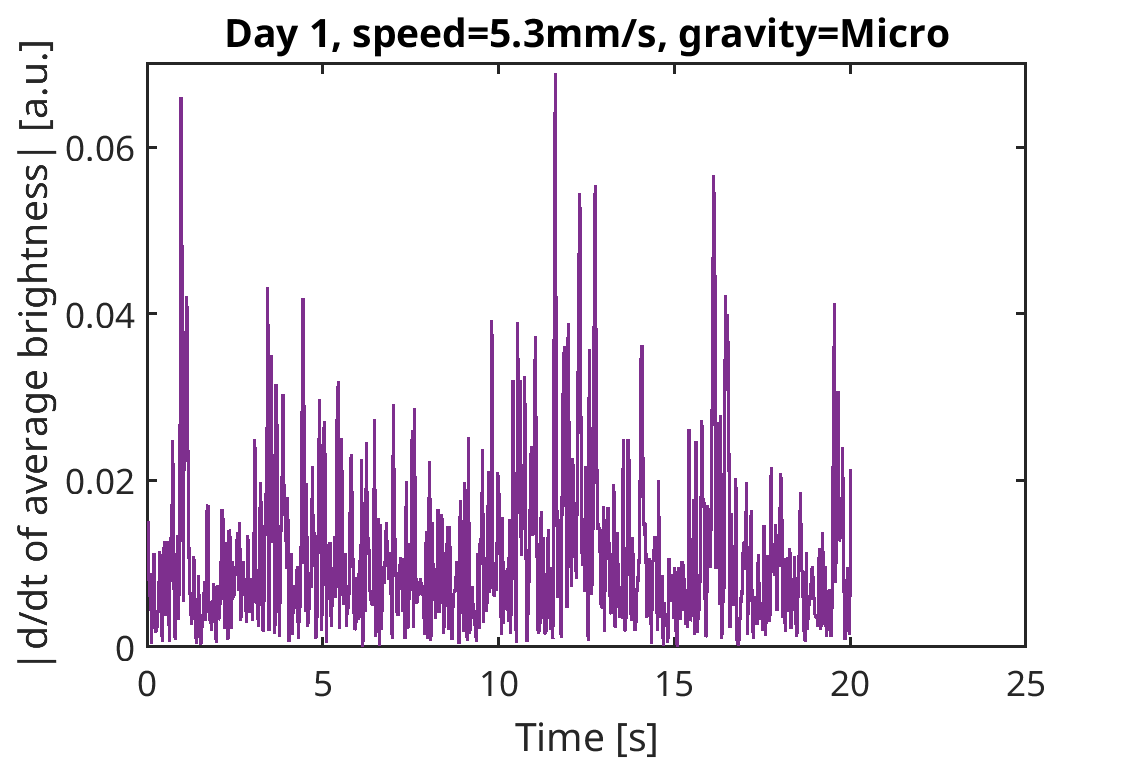 Day 1, speed=5.3mm/s, gravity=Micro
|d/dt of average brightness| [a.u.]
0.06
0.04
0.02
0
0 5 10 15 20 25
Time [s]